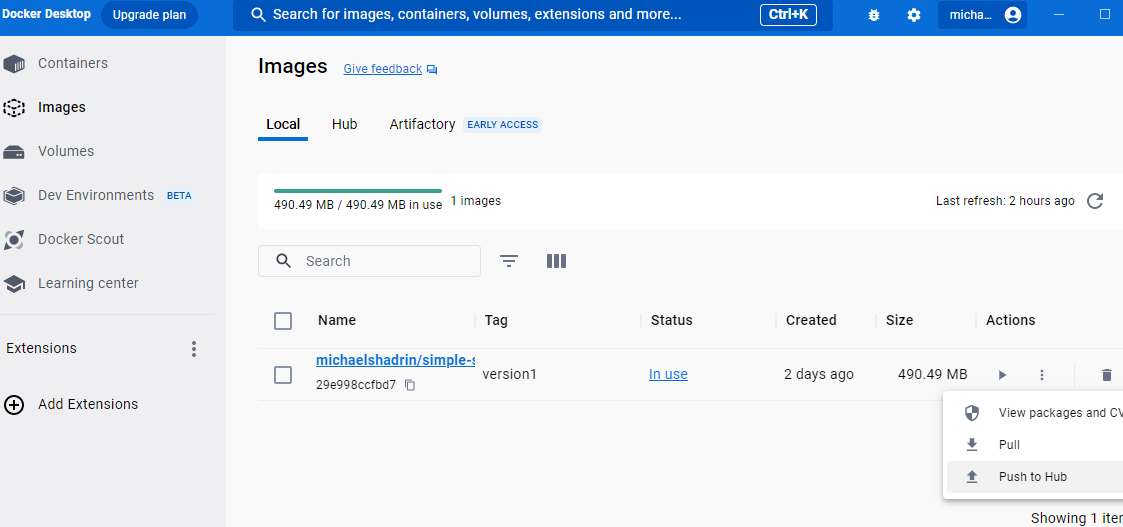 Docker Desktop Upgrade plan Search for images, containers, volumes, extensions and more... Ctrl+K micha...
Containers
Images
Volumes
Dev Environments BETA
Docker Scout
Learning center
Extensions
Add Extensions
Images Give feedback
Local Hub Artifactory EARLY ACCESS
490.49 MB / 490.49 MB in use 1 images Last refresh: 2 hours ago
Search
Name Tag Status Created Size Actions
michaelshadrin/simple-s
29e998ccfbd7
version1 In use 2 days ago 490.49 MB
View packages and CV
Pull
Push to Hub
Showing 1 iter